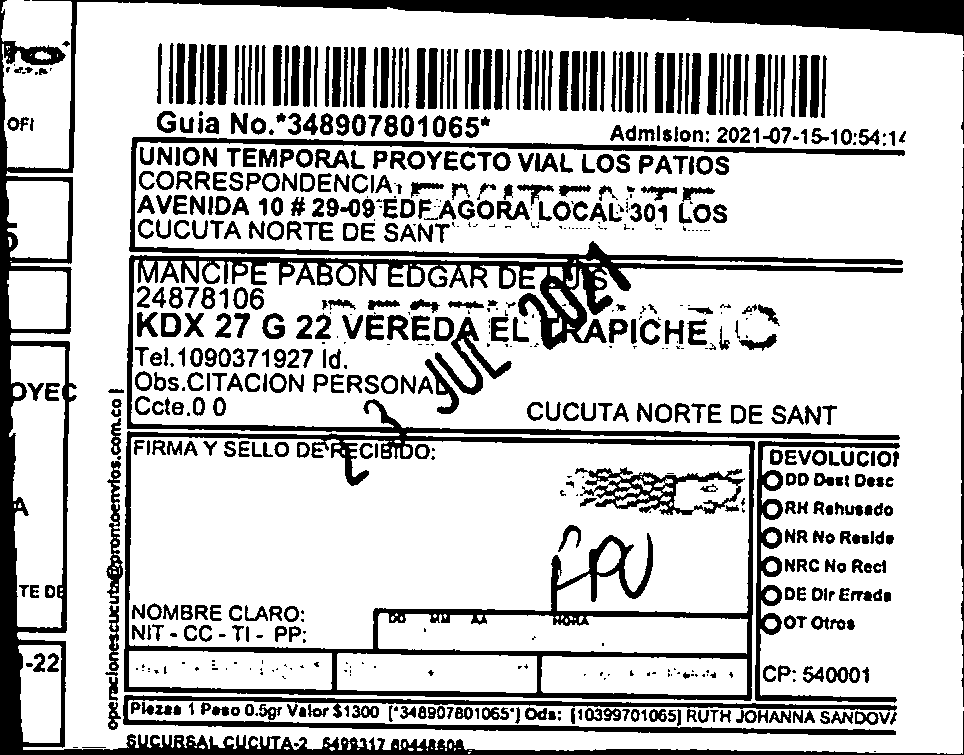 OFI
OYEC
A
TE DE
-22
Guia No.*348907801065*
Admision: 2021-07-15-10:54:14
UNION TEMPORAL PROYECTO VIAL LOS PATIOS
CORRESPONDENCIA
AVENIDA 10 # 29-09 EDF AGORA LOCAL 301 LOS
CUCUTA NORTE DE SANT
MANCIPE PABON EDGAR DE LUIS
24878106
KDX 27 G 22 VEREDA EL TRAPICHE
Tel.1090371927 Id.
Obs.CITACION PERSONAL
Ccte.0 0
CUCUTA NORTE DE SANT
23 JUL 2021
FIRMA Y SELLO DE RECIBIDO:
EPU
NOMBRE CLARO:
NIT - CC - TI - PP:
DD MM AA HORA
DEVOLUCION
DD Dest Desc
RH Rehusado
NR No Reside
NRC No Recl
DE Dir Errada
OT Otros
CP: 540001
operacionescucuta@prontoenvios.com.co
Piezas 1 Peso 0.5gr Valor $1300 [*348907801065*] Ods: [10399701065] RUTH JOHANNA SANDOVA
SUCURSAL CUCUTA-2